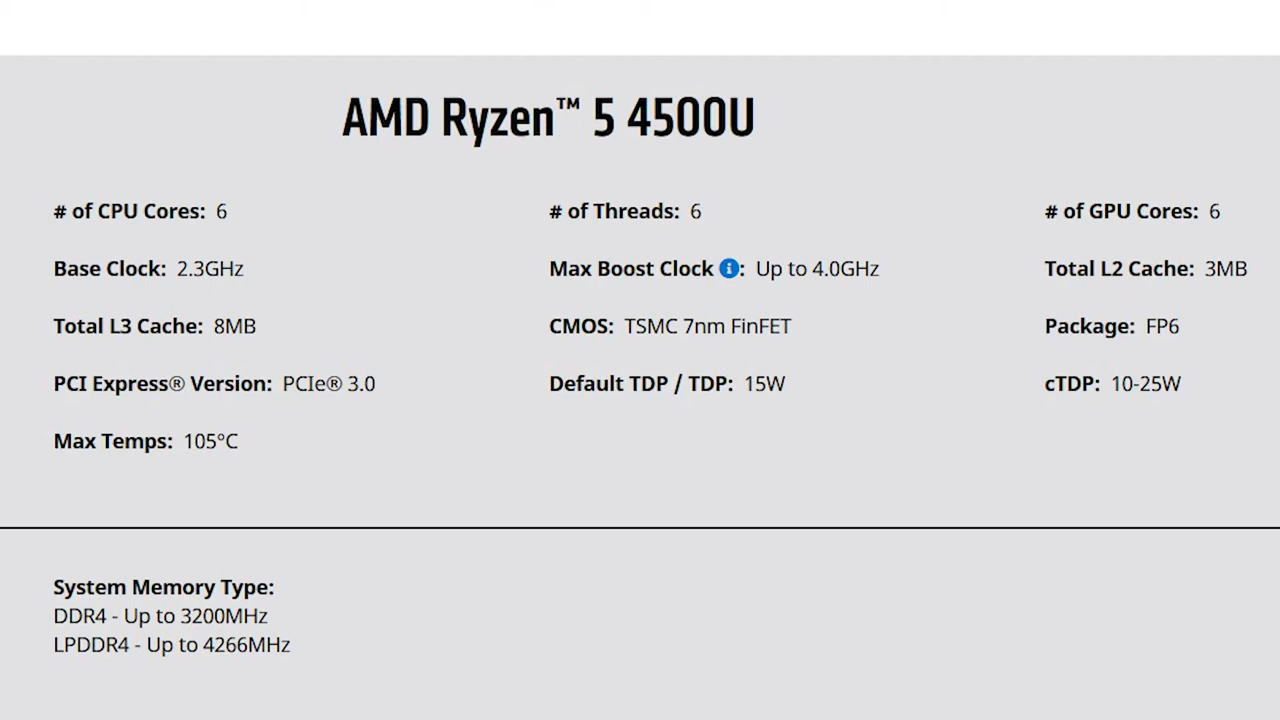 AMD Ryzen™ 5 4500U
# of CPU Cores: 6
# of Threads: 6
# of GPU Cores: 6
Base Clock: 2.3GHz
Max Boost Clock : Up to 4.0GHz
Total L2 Cache: 3MB
Total L3 Cache: 8MB
CMOS: TSMC 7nm FinFET
Package: FP6
PCI Express® Version: PCIe® 3.0
Default TDP / TDP: 15W
cTDP: 10-25W
Max Temps: 105°C
System Memory Type:
DDR4 - Up to 3200MHz
LPDDR4 - Up to 4266MHz